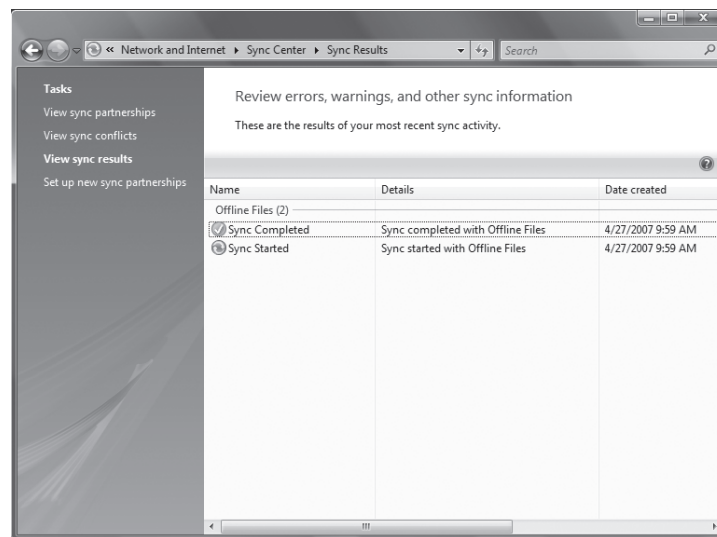 « Network and Internet ▸ Sync Center ▸ Sync Results
Search
Tasks
View sync partnerships
View sync conflicts
View sync results
Set up new sync partnerships
Review errors, warnings, and other sync information
These are the results of your most recent sync activity.
Name Details Date created
Offline Files (2)
Sync Completed Sync completed with Offline Files 4/27/2007 9:59 AM
Sync Started Sync started with Offline Files 4/27/2007 9:59 AM